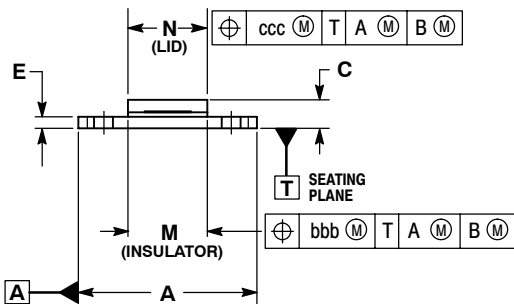 N
(LID)
⌖ ccc Ⓜ T A Ⓜ B Ⓜ
E
C
T
SEATING
PLANE
M
(INSULATOR)
⌖ bbb Ⓜ T A Ⓜ B Ⓜ
A
A